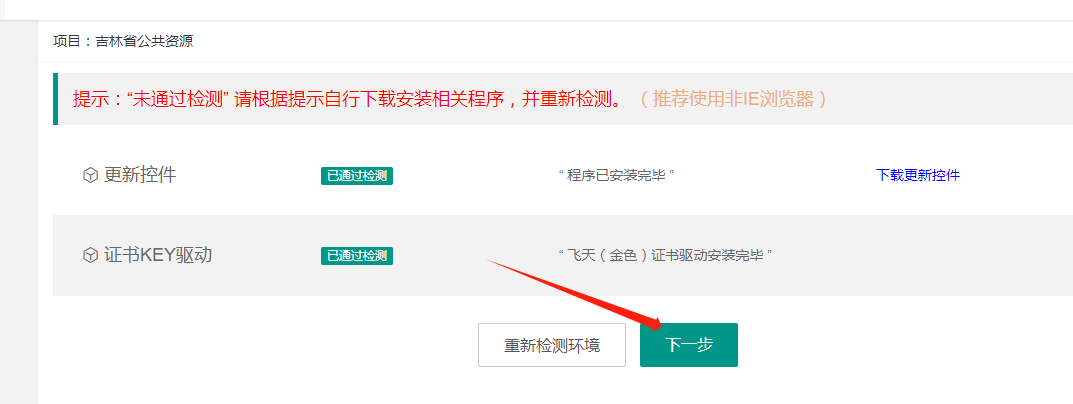 项目：吉林省公共资源
提示：“未通过检测” 请根据提示自行下载安装相关程序，并重新检测。（推荐使用非IE浏览器）
更新控件 已通过检测 “ 程序已安装完毕 ” 下载更新控件
证书KEY驱动 已通过检测 “ 飞天（金色）证书驱动安装完毕 ”
重新检测环境 下一步